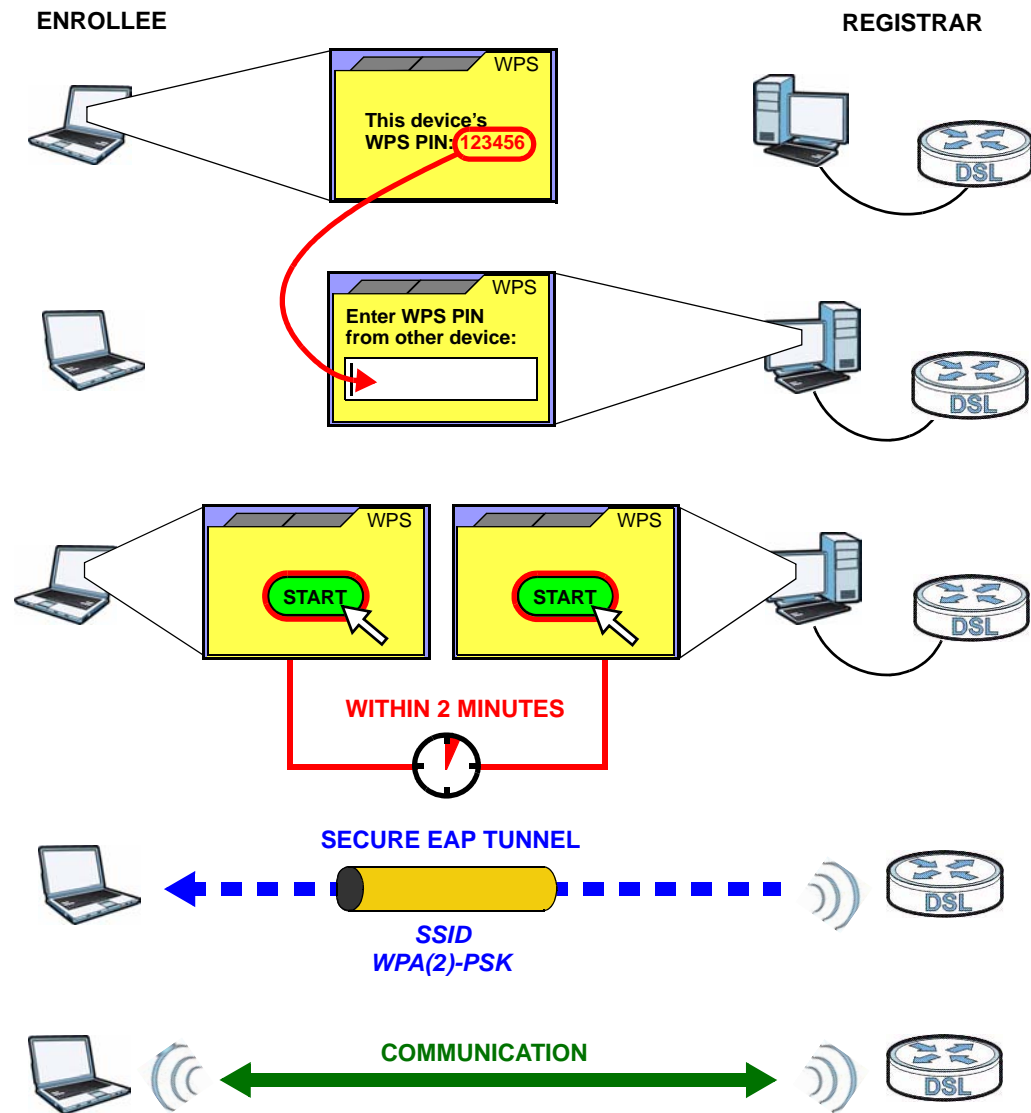 ENROLLEE
REGISTRAR
WPS
This device's
WPS PIN: 123456
DSL
WPS
Enter WPS PIN
from other device:
DSL
WPS
START
WPS
START
DSL
WITHIN 2 MINUTES
SECURE EAP TUNNEL
DSL
SSID
WPA(2)-PSK
COMMUNICATION
DSL